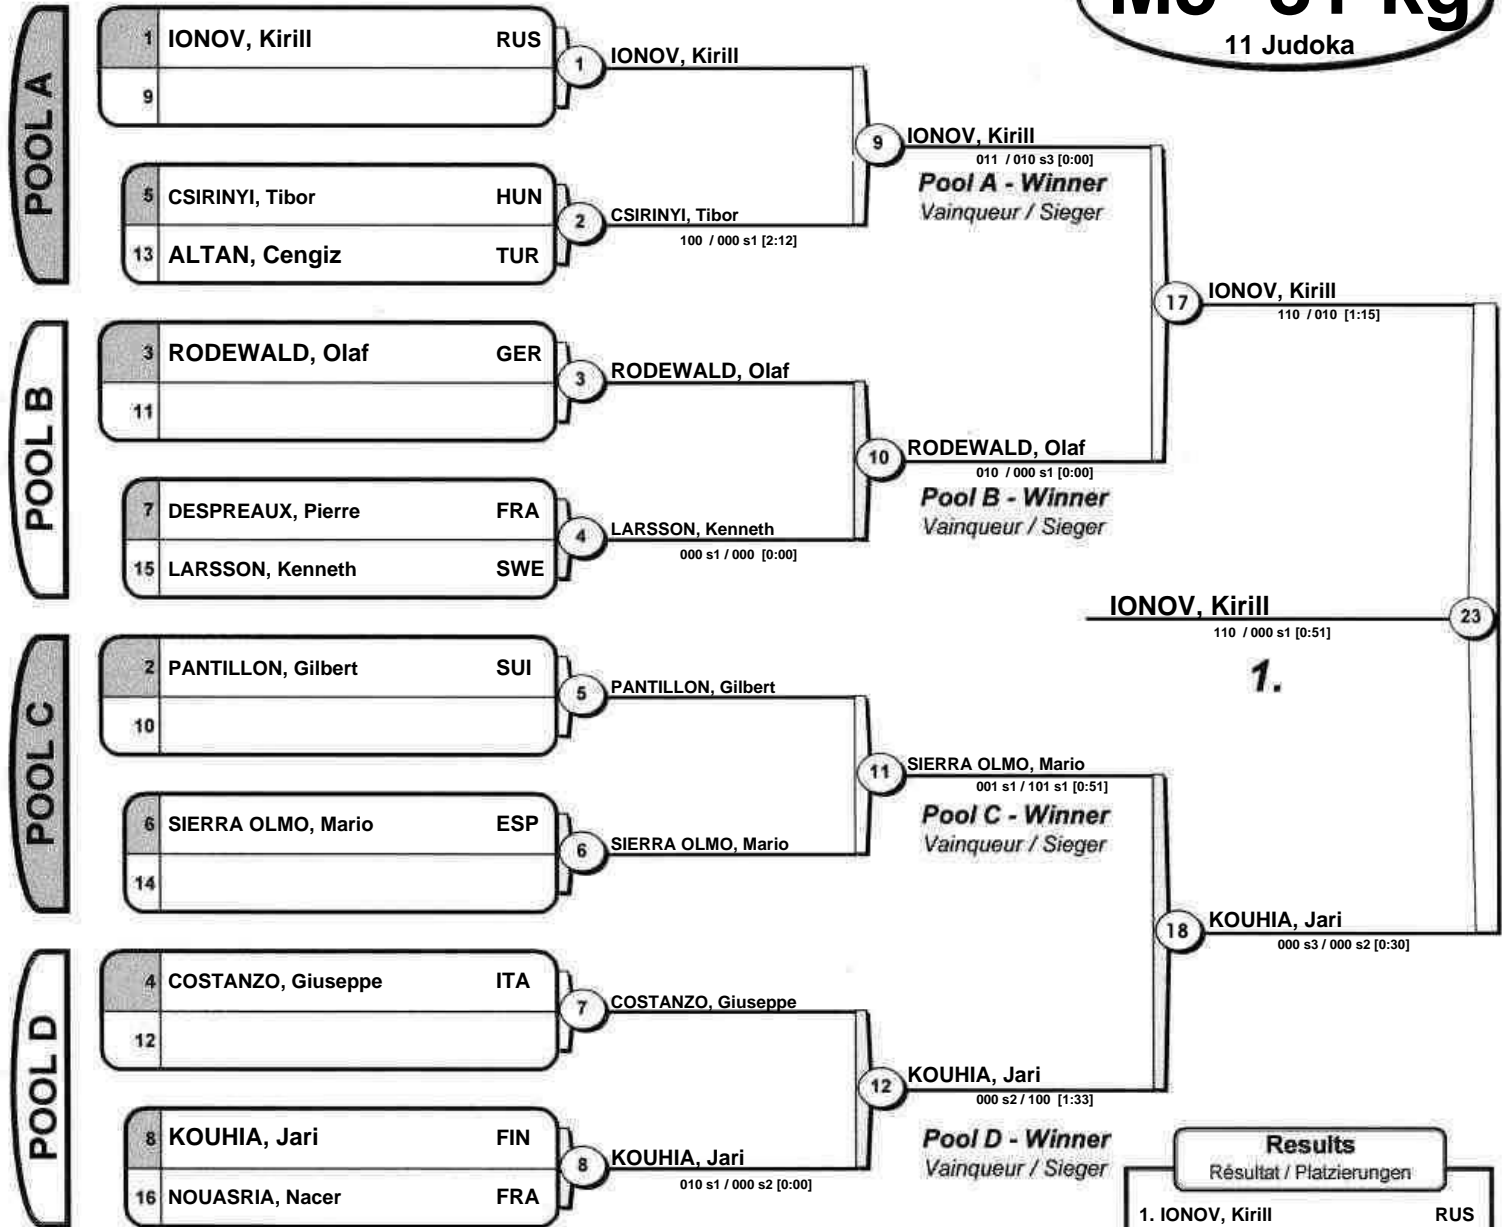 M6 -81 kg
11 Judoka
POOL A
1 IONOV, Kirill RUS
9
5 CSIRINYI, Tibor HUN
13 ALTAN, Cengiz TUR
1 IONOV, Kirill
2 CSIRINYI, Tibor
100 / 000 s1 [2:12]
9 IONOV, Kirill
011 / 010 s3 [0:00]
Pool A - Winner
Vainqueur / Sieger
POOL B
3 RODEWALD, Olaf GER
11
7 DESPREAUX, Pierre FRA
15 LARSSON, Kenneth SWE
3 RODEWALD, Olaf
4 LARSSON, Kenneth
000 s1 / 000 [0:00]
10 RODEWALD, Olaf
010 / 000 s1 [0:00]
Pool B - Winner
Vainqueur / Sieger
17 IONOV, Kirill
110 / 010 [1:15]
IONOV, Kirill 23
110 / 000 s1 [0:51]
1.
POOL C
2 PANTILLON, Gilbert SUI
10
6 SIERRA OLMO, Mario ESP
14
5 PANTILLON, Gilbert
6 SIERRA OLMO, Mario
11 SIERRA OLMO, Mario
001 s1 / 101 s1 [0:51]
Pool C - Winner
Vainqueur / Sieger
POOL D
4 COSTANZO, Giuseppe ITA
12
8 KOUHIA, Jari FIN
16 NOUASRIA, Nacer FRA
7 COSTANZO, Giuseppe
8 KOUHIA, Jari
010 s1 / 000 s2 [0:00]
12 KOUHIA, Jari
000 s2 / 100 [1:33]
Pool D - Winner
Vainqueur / Sieger
18 KOUHIA, Jari
000 s3 / 000 s2 [0:30]
Results
Résultat / Platzierungen
1. IONOV, Kirill RUS